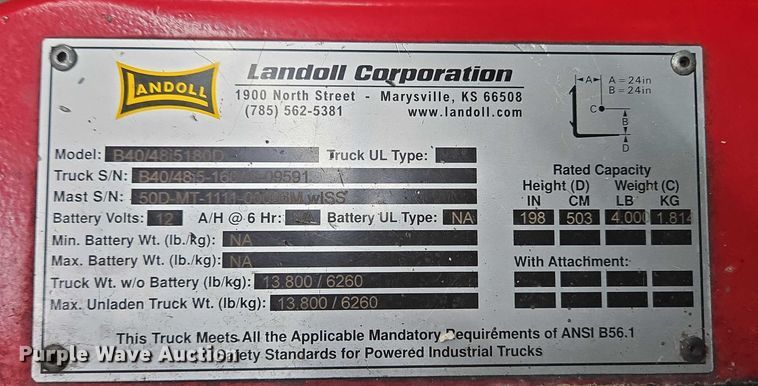 LANDOLL
Landoll Corporation
1900 North Street - Marysville, KS 66508
(785) 562-5381 www.landoll.com
A A = 24in
B = 24in
C
B
D
Model: B40/48i5180D Truck UL Type:
Truck S/N:
Mast S/N:
Battery Volts: 12 A/H @ 6 Hr: NA Battery UL Type: NA
Min. Battery Wt. (lb./kg): NA
Max. Battery Wt. (lb./kg): NA
Truck Wt. w/o Battery (lb/kg): 13.800 / 6260
Max. Unladen Truck Wt. (lb/kg): 13.800 / 6260
Rated Capacity
Height (D) Weight (C)
IN CM LB KG
198 503 4.000 1.814
With Attachment:
This Truck Meets All the Applicable Mandatory Requirements of ANSI B56.1
Safety Standards for Powered Industrial Trucks
Purple Wave Auction